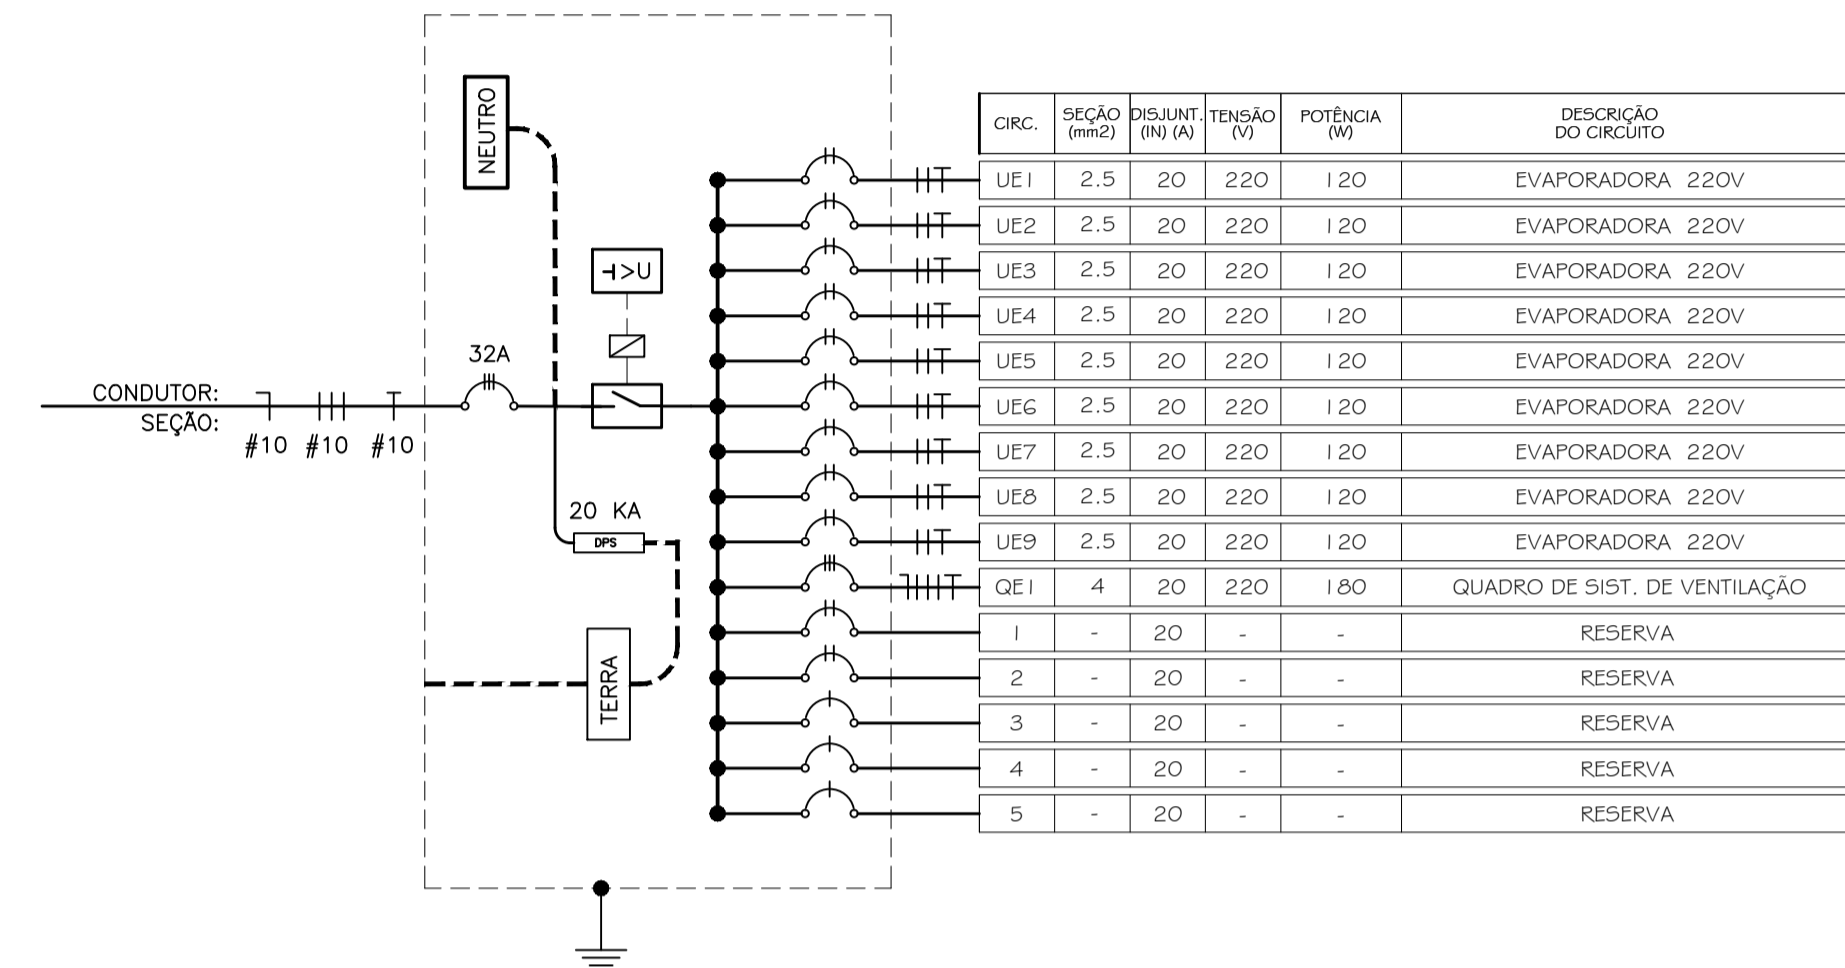 NEUTRO
⊣>U
32A
CONDUTOR:
SEÇÃO:
#10 #10 #10
20 KA
DPS
TERRA
CIRC. SEÇÃO (mm2) DISJUNT. (IN) (A) TENSÃO (V) POTÊNCIA (W) DESCRIÇÃO DO CIRCUITO
UE1 2.5 20 220 120 EVAPORADORA 220V
UE2 2.5 20 220 120 EVAPORADORA 220V
UE3 2.5 20 220 120 EVAPORADORA 220V
UE4 2.5 20 220 120 EVAPORADORA 220V
UE5 2.5 20 220 120 EVAPORADORA 220V
UE6 2.5 20 220 120 EVAPORADORA 220V
UE7 2.5 20 220 120 EVAPORADORA 220V
UE8 2.5 20 220 120 EVAPORADORA 220V
UE9 2.5 20 220 120 EVAPORADORA 220V
QE1 4 20 220 180 QUADRO DE SIST. DE VENTILAÇÃO
1 - 20 - - RESERVA
2 - 20 - - RESERVA
3 - 20 - - RESERVA
4 - 20 - - RESERVA
5 - 20 - - RESERVA